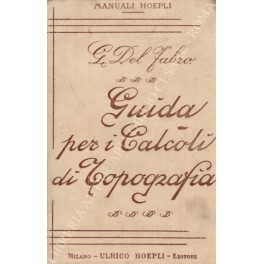 MANUALI HOEPLI
G. Del Fabro
Guida
per i Calcoli
di Topografia
MILANO - ULRICO HOEPLI - EDITORE